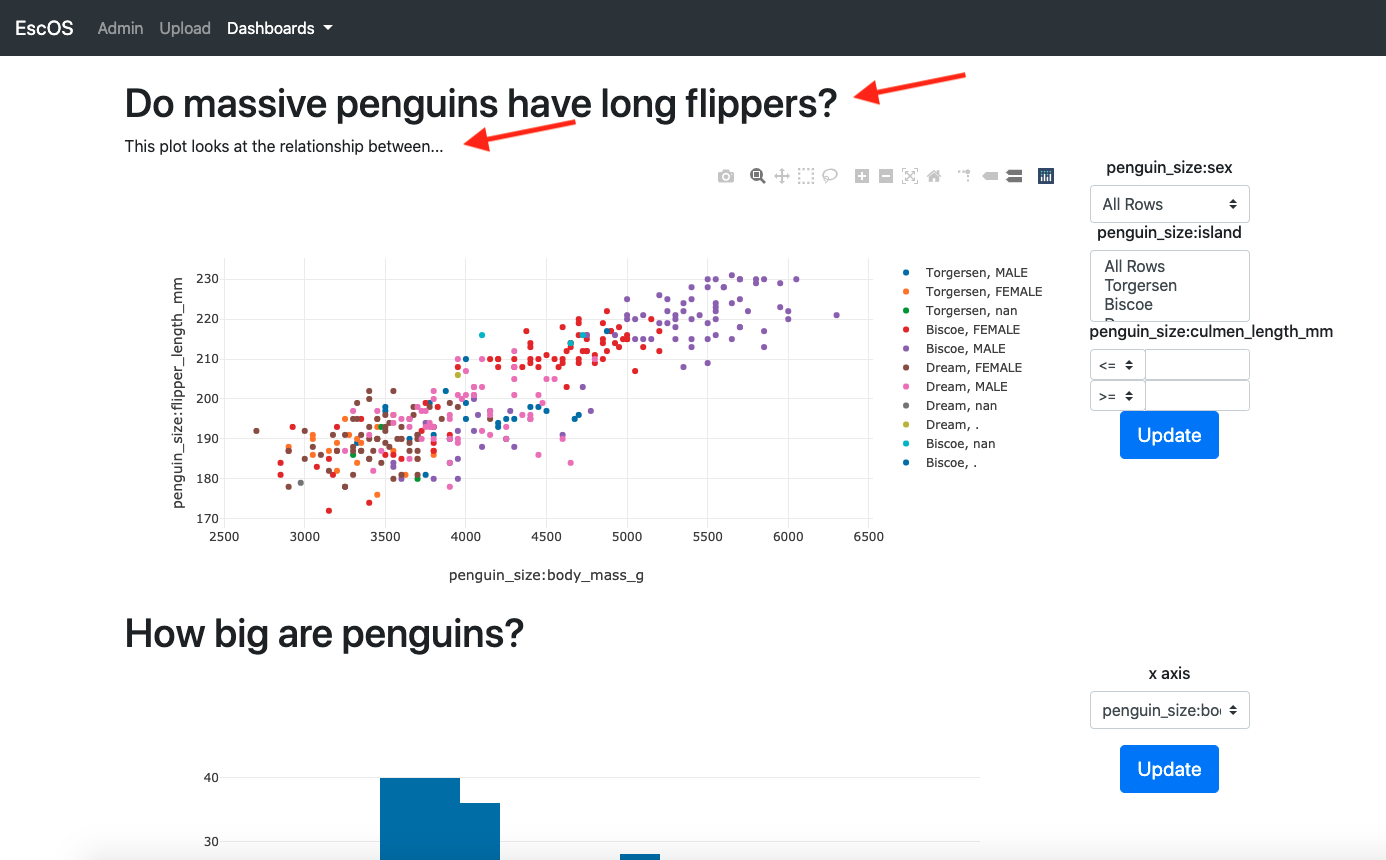 EscOS Admin Upload Dashboards
Do massive penguins have long flippers?
This plot looks at the relationship between...
penguin_size:sex
All Rows
penguin_size:island
All Rows
Torgersen
Biscoe
penguin_size:culmen_length_mm
<=
>=
Update
penguin_size:flipper_length_mm
230
220
210
200
190
180
170
2500 3000 3500 4000 4500 5000 5500 6000 6500
penguin_size:body_mass_g
Torgersen, MALE
Torgersen, FEMALE
Torgersen, nan
Biscoe, FEMALE
Biscoe, MALE
Dream, FEMALE
Dream, MALE
Dream, nan
Dream, .
Biscoe, nan
Biscoe, .
How big are penguins?
x axis
penguin_size:bo
Update
40
30